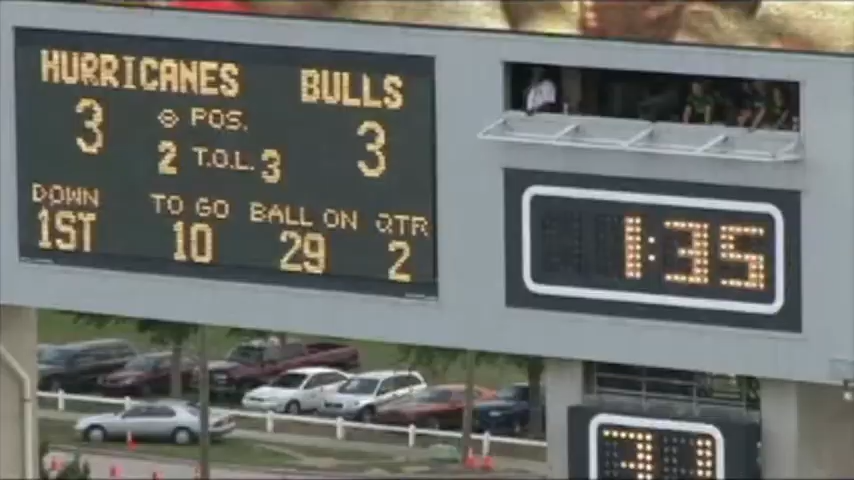 HURRICANES BULLS
3 POS. 3
2 T.O.L. 3
DOWN TO GO BALL ON QTR
1ST 10 29 2
1:35